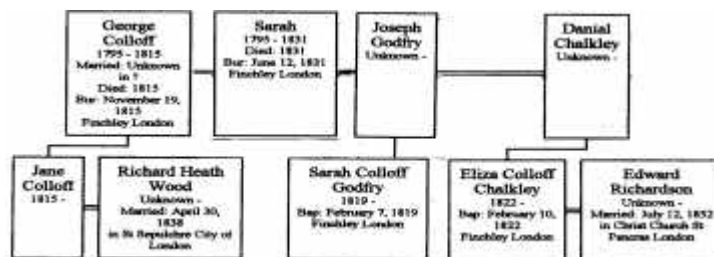 George
Colloff
1795 - 1815
Married: Unknown
in ?
Died: 1815
Bur: November 19,
1815
Finchley London
Sarah
1795 - 1831
Died: 1831
Bur: June 12, 1831
Finchley London
Joseph
Godfry
Unknown -
Danial
Chalkley
Unknown -
Jane
Colloff
1815 -
Richard Heath
Wood
Unknown -
Married: April 30,
1838
in St Sepulchre City of
London
Sarah Colloff
Godfry
1819 -
Bap: February 7, 1819
Finchley London
Eliza Colloff
Chalkley
1822 -
Bap: February 10,
1822
Finchley London
Edward
Richardson
Unknown -
Married: July 12, 1852
in Christ Church St
Pancras London